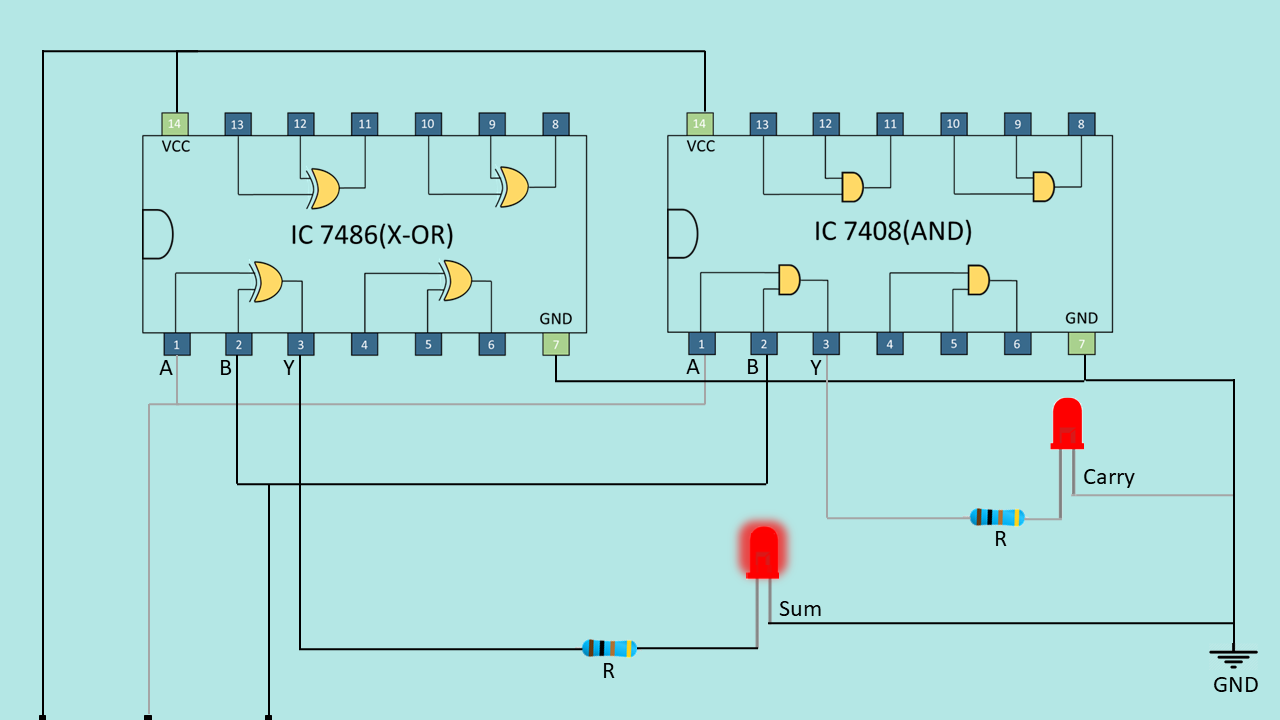 14 13 12 11 10 9 8
VCC
IC 7486(X-OR)
GND
1 2 3 4 5 6 7
A B Y
14 13 12 11 10 9 8
VCC
IC 7408(AND)
GND
1 2 3 4 5 6 7
A B Y
Carry
R
Sum
R
GND